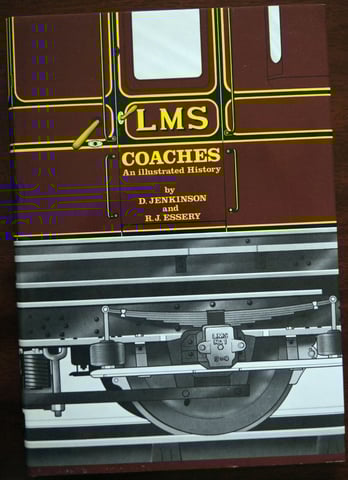 LMS
COACHES
An illustrated History
by
D. JENKINSON
and
R.J. ESSERY